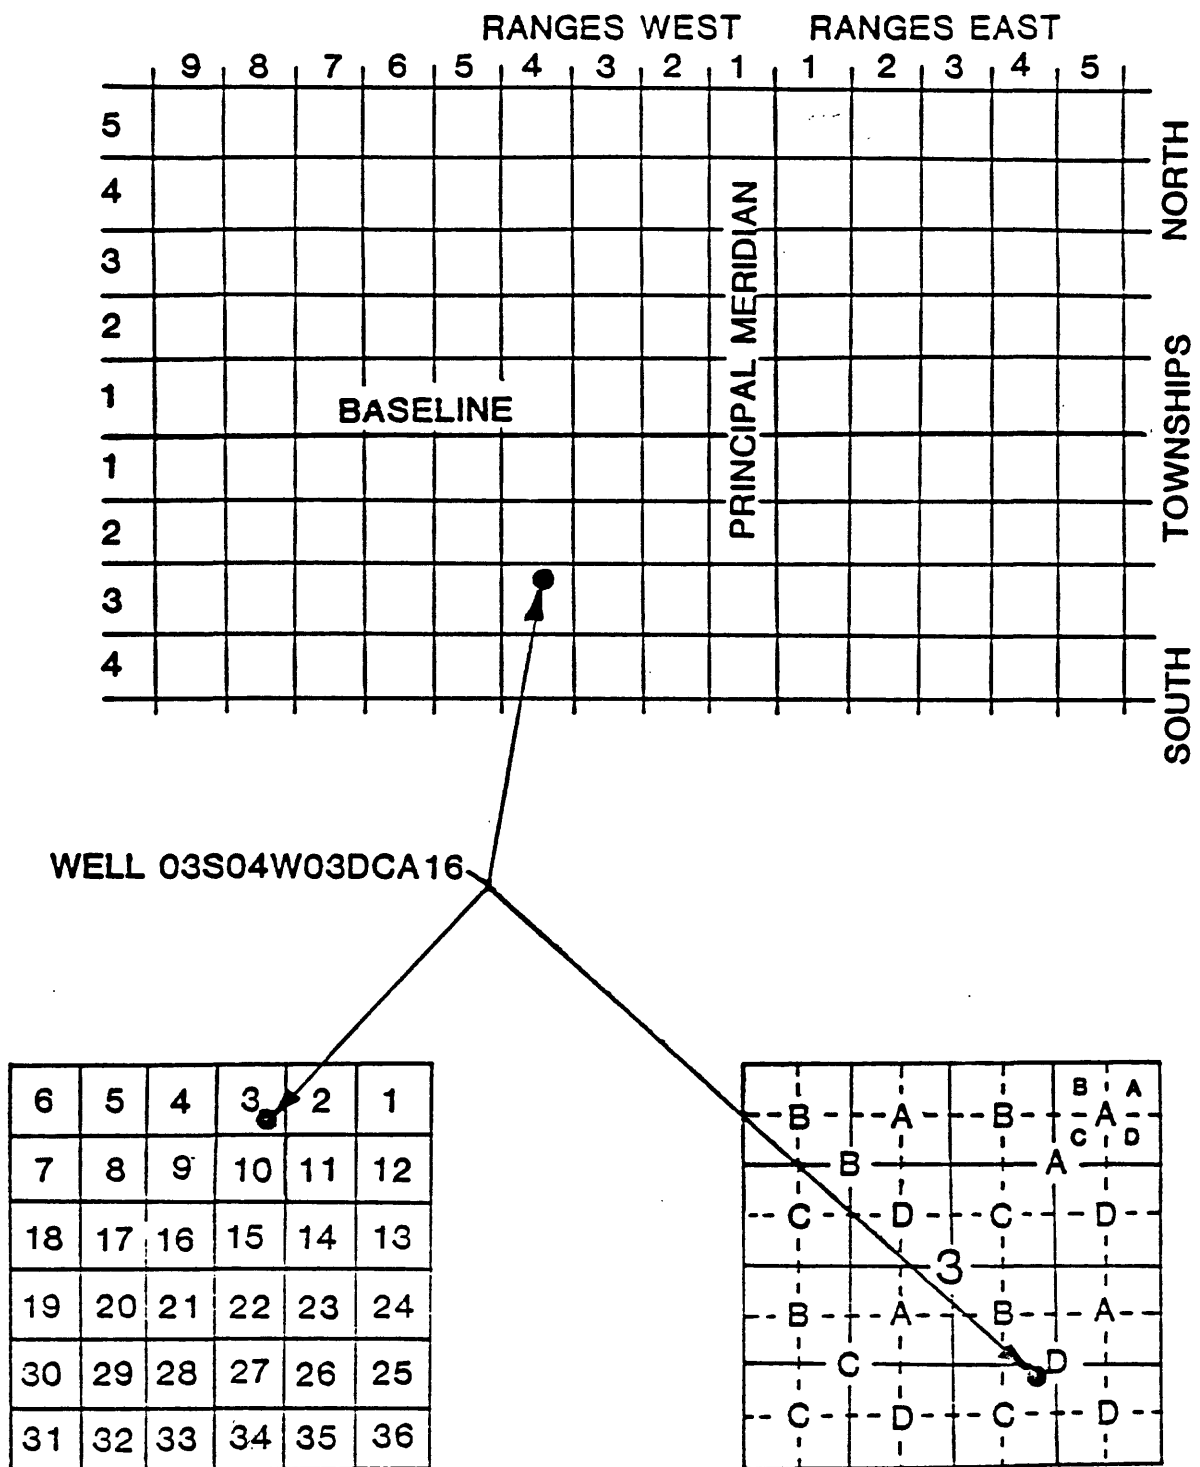 RANGES WEST RANGES EAST
9 8 7 6 5 4 3 2 1 1 2 3 4 5
5
4
3
2
1
1
2
3
4
BASELINE
PRINCIPAL MERIDIAN
NORTH
TOWNSHIPS
SOUTH
WELL 03S04W03DCA16
6 5 4 3 2 1
7 8 9 10 11 12
18 17 16 15 14 13
19 20 21 22 23 24
30 29 28 27 26 25
31 32 33 34 35 36
B A
B A B A
C D
B A
C D C D
3
B A B A
C D
C D C D